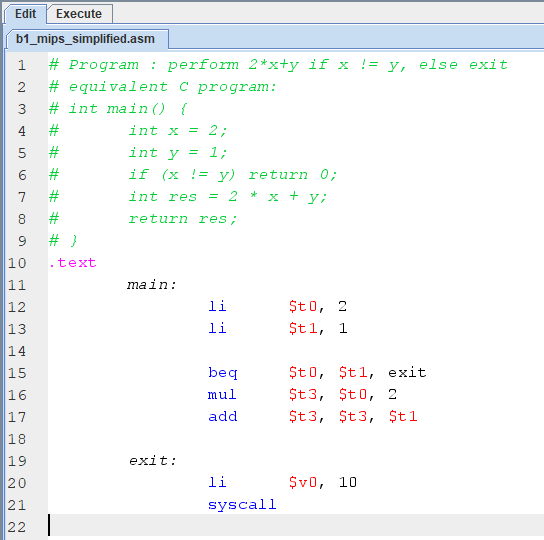 Edit Execute
b1_mips_simplified.asm
1 # Program : perform 2*x+y if x != y, else exit
2 # equivalent C program:
3 # int main() {
4 #       int x = 2;
5 #       int y = 1;
6 #       if (x != y) return 0;
7 #       int res = 2 * x + y;
8 #       return res;
9 # }
10 .text
11         main:
12                 li      $t0, 2
13                 li      $t1, 1
14
15                 beq     $t0, $t1, exit
16                 mul     $t3, $t0, 2
17                 add     $t3, $t3, $t1
18
19         exit:
20                 li      $v0, 10
21                 syscall
22